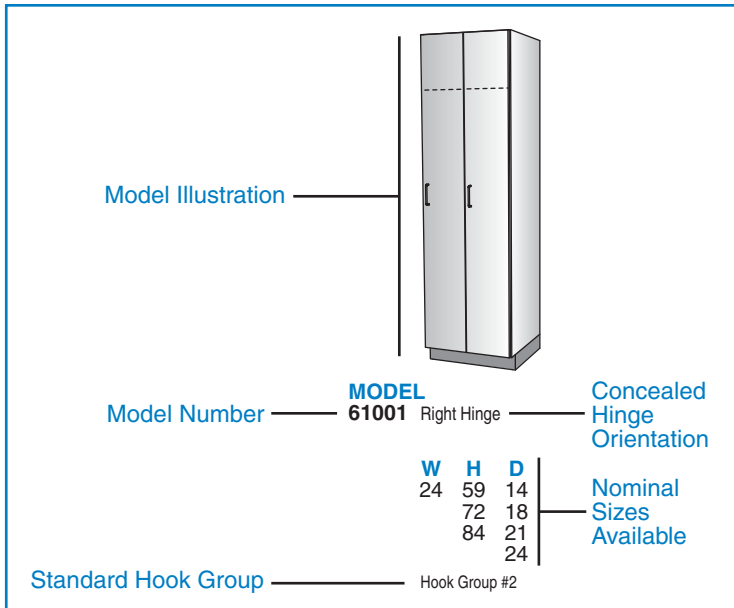 Model Illustration
MODEL
Model Number
61001 Right Hinge
Concealed
Hinge
Orientation
W H D
24 59 14
72 18
84 21
24
Nominal
Sizes
Available
Standard Hook Group
Hook Group #2